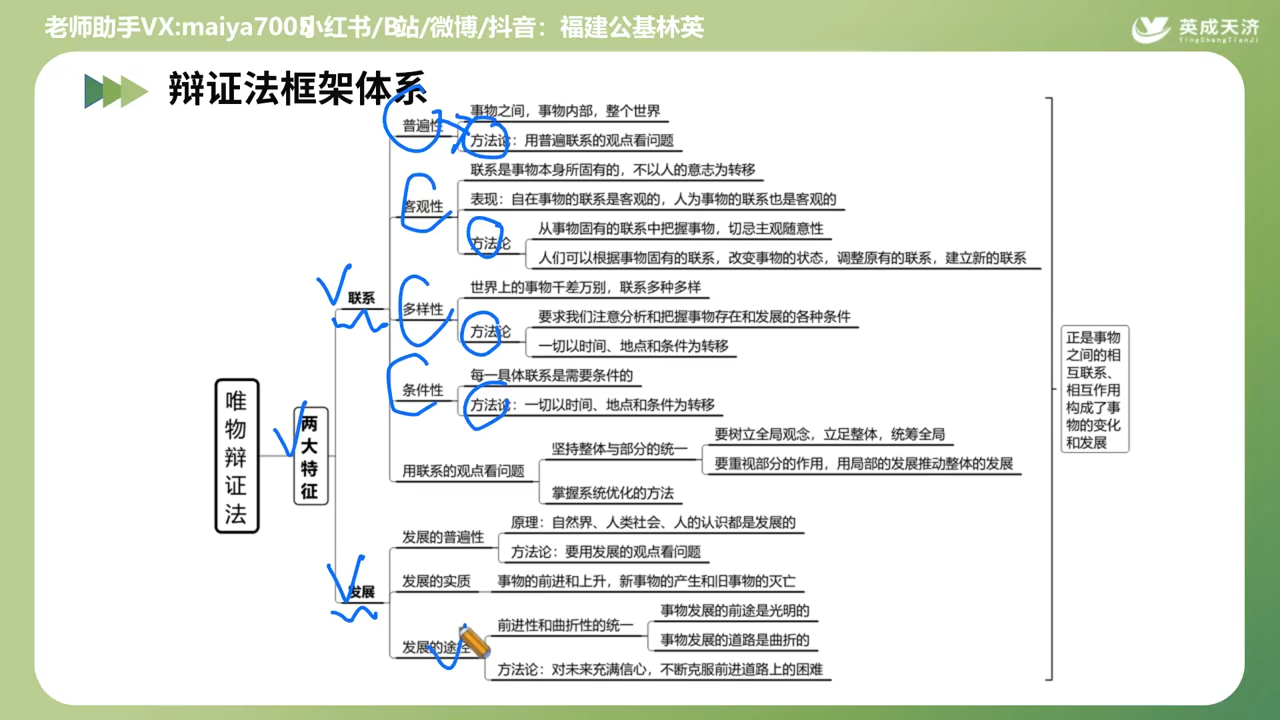 老师助手VX:maiya7005小红书/B站/微博/抖音：福建公基林英
英成天济
YingChengTianJi
辩证法框架体系
唯物辩证法
两大特征
联系
普遍性
事物之间，事物内部，整个世界
方法论：用普遍联系的观点看问题
客观性
联系是事物本身所固有的，不以人的意志为转移
表现：自在事物的联系是客观的，人为事物的联系也是客观的
方法论
从事物固有的联系中把握事物，切忌主观随意性
人们可以根据事物固有的联系，改变事物的状态，调整原有的联系，建立新的联系
多样性
世界上的事物千差万别，联系多种多样
方法论
要求我们注意分析和把握事物存在和发展的各种条件
一切以时间、地点和条件为转移
条件性
每一具体联系是需要条件的
方法论：一切以时间、地点和条件为转移
用联系的观点看问题
坚持整体与部分的统一
要树立全局观念，立足整体，统筹全局
要重视部分的作用，用局部的发展推动整体的发展
掌握系统优化的方法
发展
发展的普遍性
原理：自然界、人类社会、人的认识都是发展的
方法论：要用发展的观点看问题
发展的实质
事物的前进和上升，新事物的产生和旧事物的灭亡
发展的途径
前进性和曲折性的统一
事物发展的前途是光明的
事物发展的道路是曲折的
方法论：对未来充满信心，不断克服前进道路上的困难
正是事物
之间的相
互联系、
相互作用
构成了事
物的变化
和发展